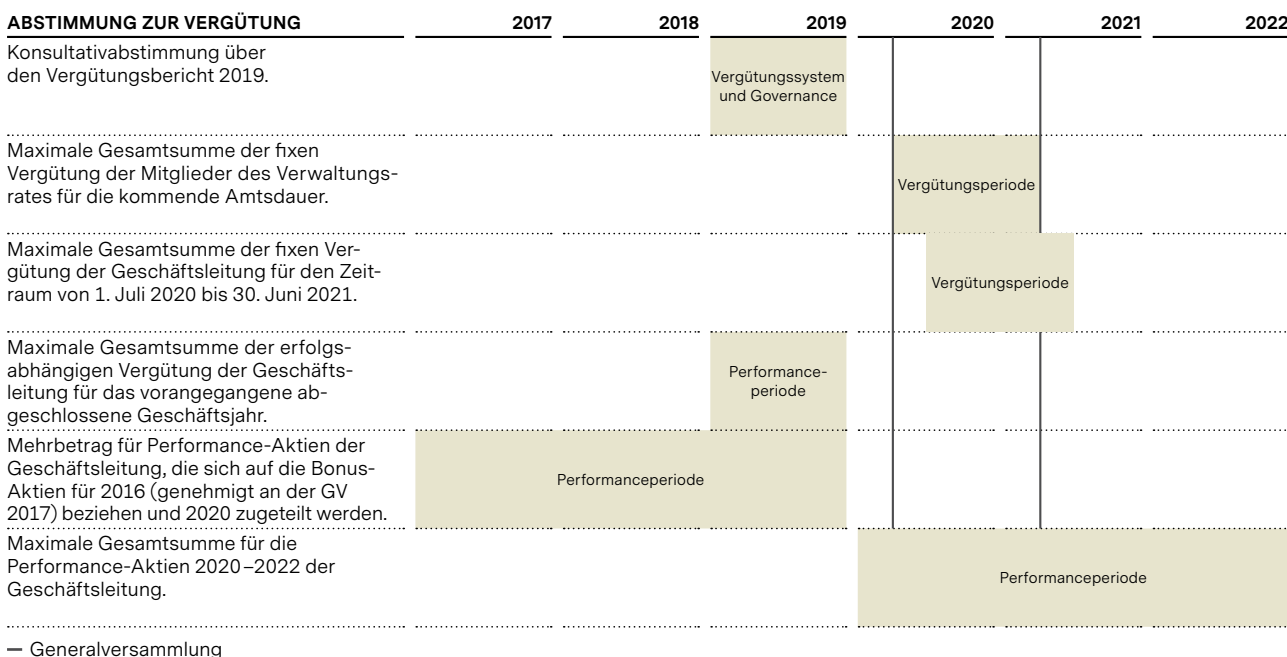 ABSTIMMUNG ZUR VERGÜTUNG 2017 2018 2019 2020 2021 2022
Konsultativabstimmung über
den Vergütungsbericht 2019.
Vergütungssystem
und Governance
Maximale Gesamtsumme der fixen
Vergütung der Mitglieder des Verwaltungs-
rates für die kommende Amtsdauer.
Vergütungsperiode
Maximale Gesamtsumme der fixen Ver-
gütung der Geschäftsleitung für den Zeit-
raum von 1. Juli 2020 bis 30. Juni 2021.
Vergütungsperiode
Maximale Gesamtsumme der erfolgs-
abhängigen Vergütung der Geschäfts-
leitung für das vorangegangene ab-
geschlossene Geschäftsjahr.
Performance-
periode
Mehrbetrag für Performance-Aktien der
Geschäftsleitung, die sich auf die Bonus-
Aktien für 2016 (genehmigt an der GV
2017) beziehen und 2020 zugeteilt werden.
Performanceperiode
Maximale Gesamtsumme für die
Performance-Aktien 2020–2022 der
Geschäftsleitung.
Performanceperiode
— Generalversammlung